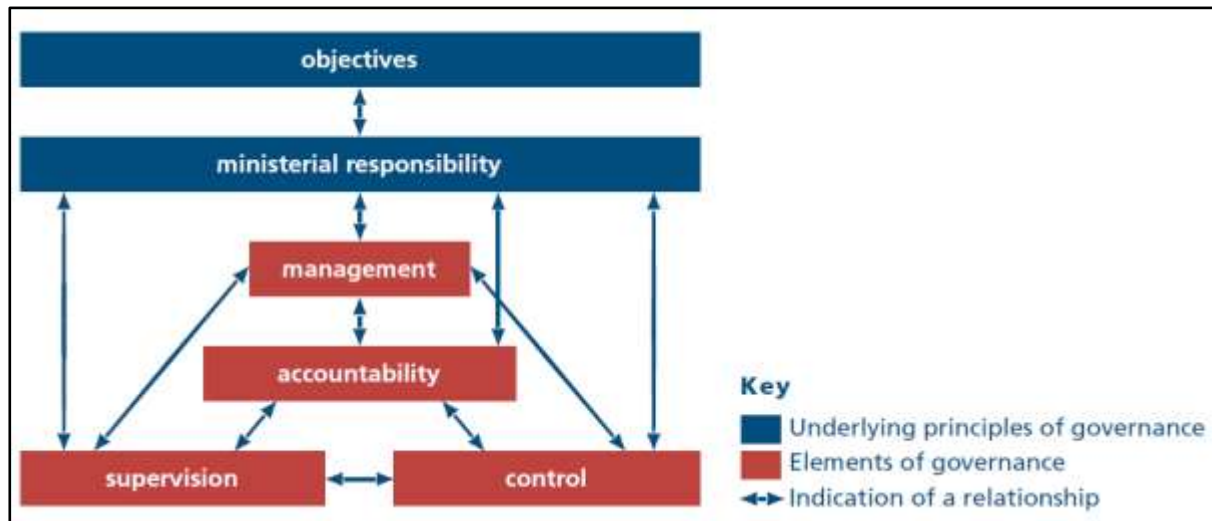 objectives
ministerial responsibility
management
accountability
supervision
control
Key
Underlying principles of governance
Elements of governance
Indication of a relationship